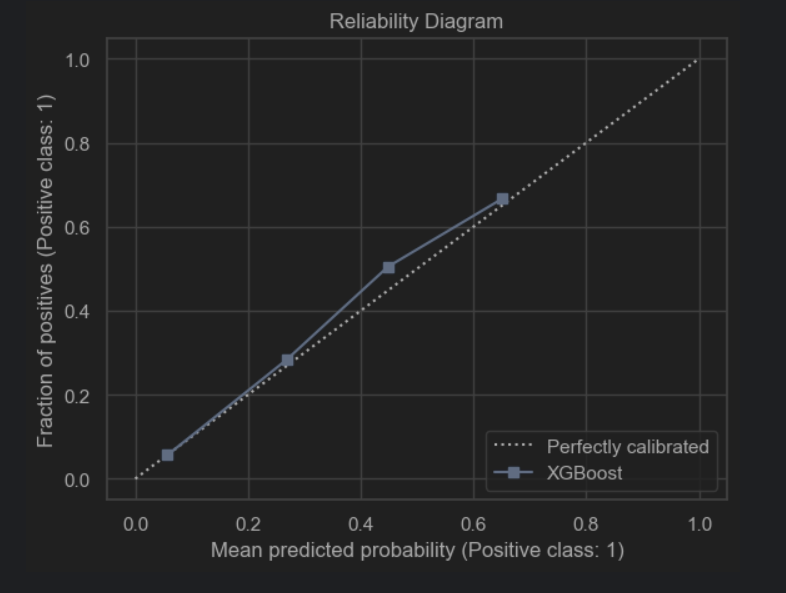 Reliability Diagram
1.0
0.8
0.6
0.4
0.2
0.0
Fraction of positives (Positive class: 1)
Perfectly calibrated
XGBoost
0.0 0.2 0.4 0.6 0.8 1.0
Mean predicted probability (Positive class: 1)